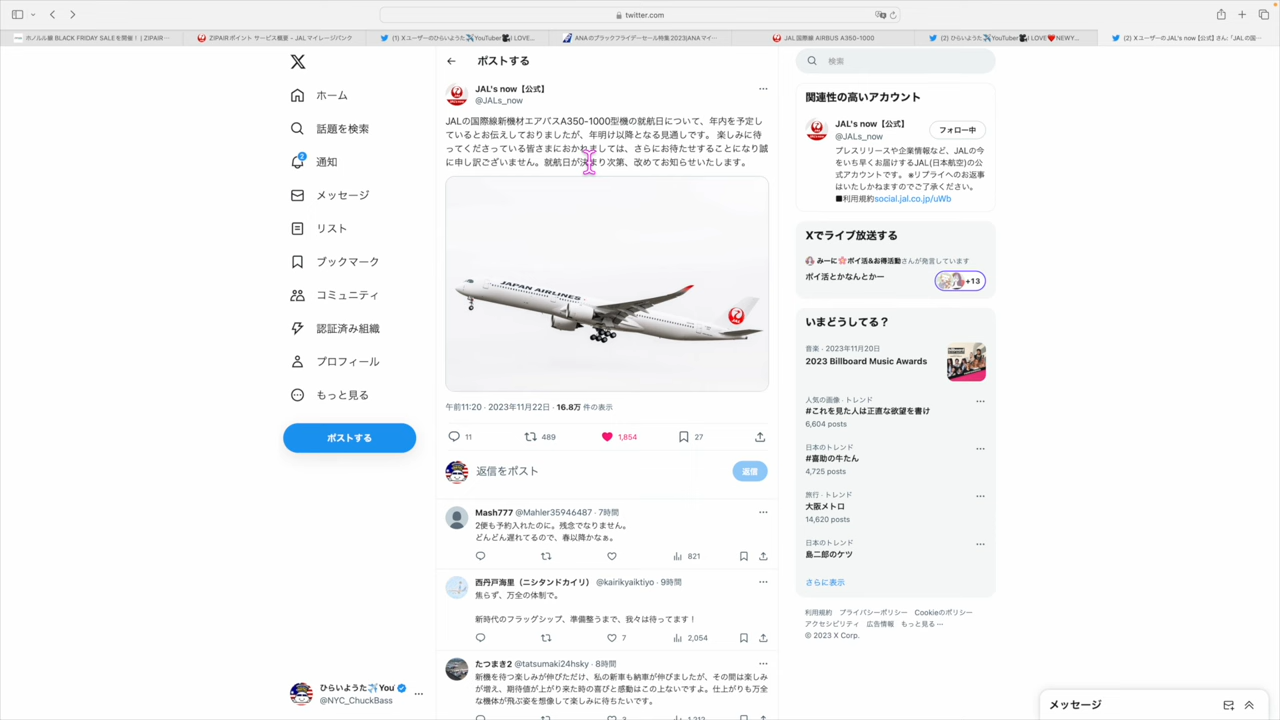 twitter.com
ホノルル線 BLACK FRIDAY SALEを開催！| ZIPAIR…
ZIPAIRポイント サービス概要 - JALマイレージバンク
(1) XユーザーのひらいようたYouTuber I LOVE…
ANAのブラックフライデーセール特集2023|ANAマイ…
JAL国際線 AIRBUS A350-1000
(2) ひらいようたYouTuber I LOVE❤️NEWY…
(2) XユーザーのJAL's now【公式】さん:「JALの国…
ホーム
話題を検索
2
通知
メッセージ
リスト
ブックマーク
コミュニティ
認証済み組織
プロフィール
もっと見る
ポストする
ひらいようた✈️You
@NYC_ChuckBass
ポストする
JAL's now【公式】
@JALs_now
JALの国際線新機材エアバスA350-1000型機の就航日について、年内を予定し
ているとお伝えしておりましたが、年明け以降となる見通しです。 楽しみに待
ってくださっている皆さまにおかれましては、さらにお待たせすることになり誠
に申し訳ございません。就航日が決まり次第、改めてお知らせいたします。
JAPAN AIRLINES
JAL
午前11:20 · 2023年11月22日 · 16.8万 件の表示
11
489
1,854
27
返信をポスト
返信
Mash777 @Mahler35946487 · 7時間
2便も予約入れたのに。残念でなりません。
どんどん遅れてるので、春以降かなぁ。
821
西丹戸海里（ニシタンドカイリ） @kairikyaiktiyo · 9時間
焦らず、万全の体制で。
新時代のフラッグシップ、準備整うまで、我々は待ってます！
7
2,054
たつまき2 @tatsumaki24hsky · 8時間
新機を待つ楽しみが伸びただけ、私の新車も納車が伸びましたが、その間は楽しみ
が増え、期待値が上がり来た時の喜びと感動はこの上ないですよ。仕上がりも万全
な機体が飛ぶ姿を想像して楽しみに待ちたいです。
3
1,212
検索
関連性の高いアカウント
JAL's now【公式】
@JALs_now
フォロー中
プレスリリースや企業情報など、JALの今
をいち早くお届けするJAL(日本航空)の公
式アカウントです。 ※リプライへのお返事
はいたしかねますのでご了承ください。
■利用規約social.jal.co.jp/uWb
Xでライブ放送する
みーに🌸ポイ活&お得活動さんが発言しています
ポイ活とかなんとかー
+13
いまどうしてる？
音楽 · 2023年11月20日
2023 Billboard Music Awards
人気の画像 · トレンド
#これを見た人は正直な欲望を書け
6,604 posts
日本のトレンド
#喜助の牛たん
4,725 posts
旅行 · トレンド
大阪メトロ
14,620 posts
日本のトレンド
島二郎のケツ
さらに表示
利用規約 プライバシーポリシー Cookieのポリシー
アクセシビリティ 広告情報 もっと見る …
© 2023 X Corp.
メッセージ